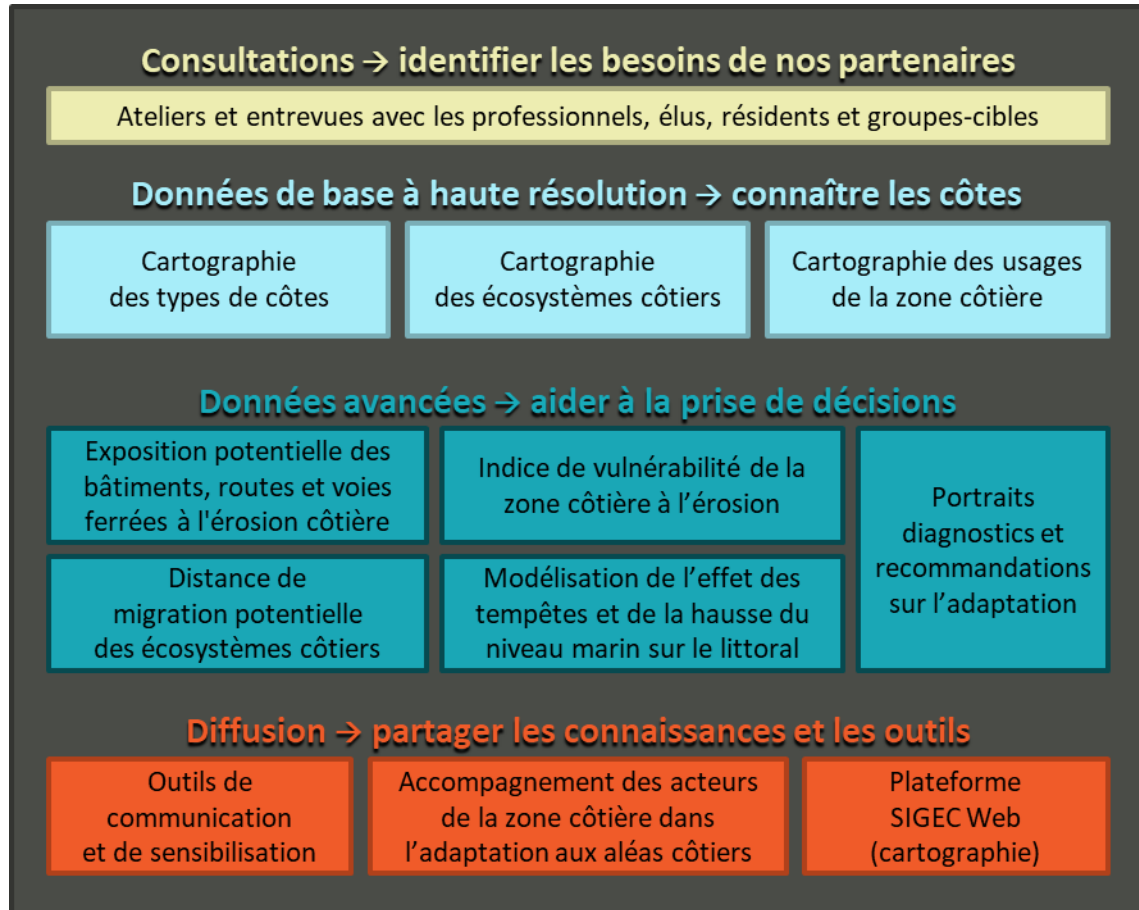 Consultations → identifier les besoins de nos partenaires
Ateliers et entrevues avec les professionnels, élus, résidents et groupes-cibles
Données de base à haute résolution → connaître les côtes
Cartographie
des types de côtes
Cartographie
des écosystèmes côtiers
Cartographie des usages
de la zone côtière
Données avancées → aider à la prise de décisions
Exposition potentielle des
bâtiments, routes et voies
ferrées à l'érosion côtière
Indice de vulnérabilité de la
zone côtière à l’érosion
Portraits
diagnostics et
recommandations
sur l’adaptation
Distance de
migration potentielle
des écosystèmes côtiers
Modélisation de l’effet des
tempêtes et de la hausse du
niveau marin sur le littoral
Diffusion → partager les connaissances et les outils
Outils de
communication
et de sensibilisation
Accompagnement des acteurs
de la zone côtière dans
l’adaptation aux aléas côtiers
Plateforme
SIGEC Web
(cartographie)